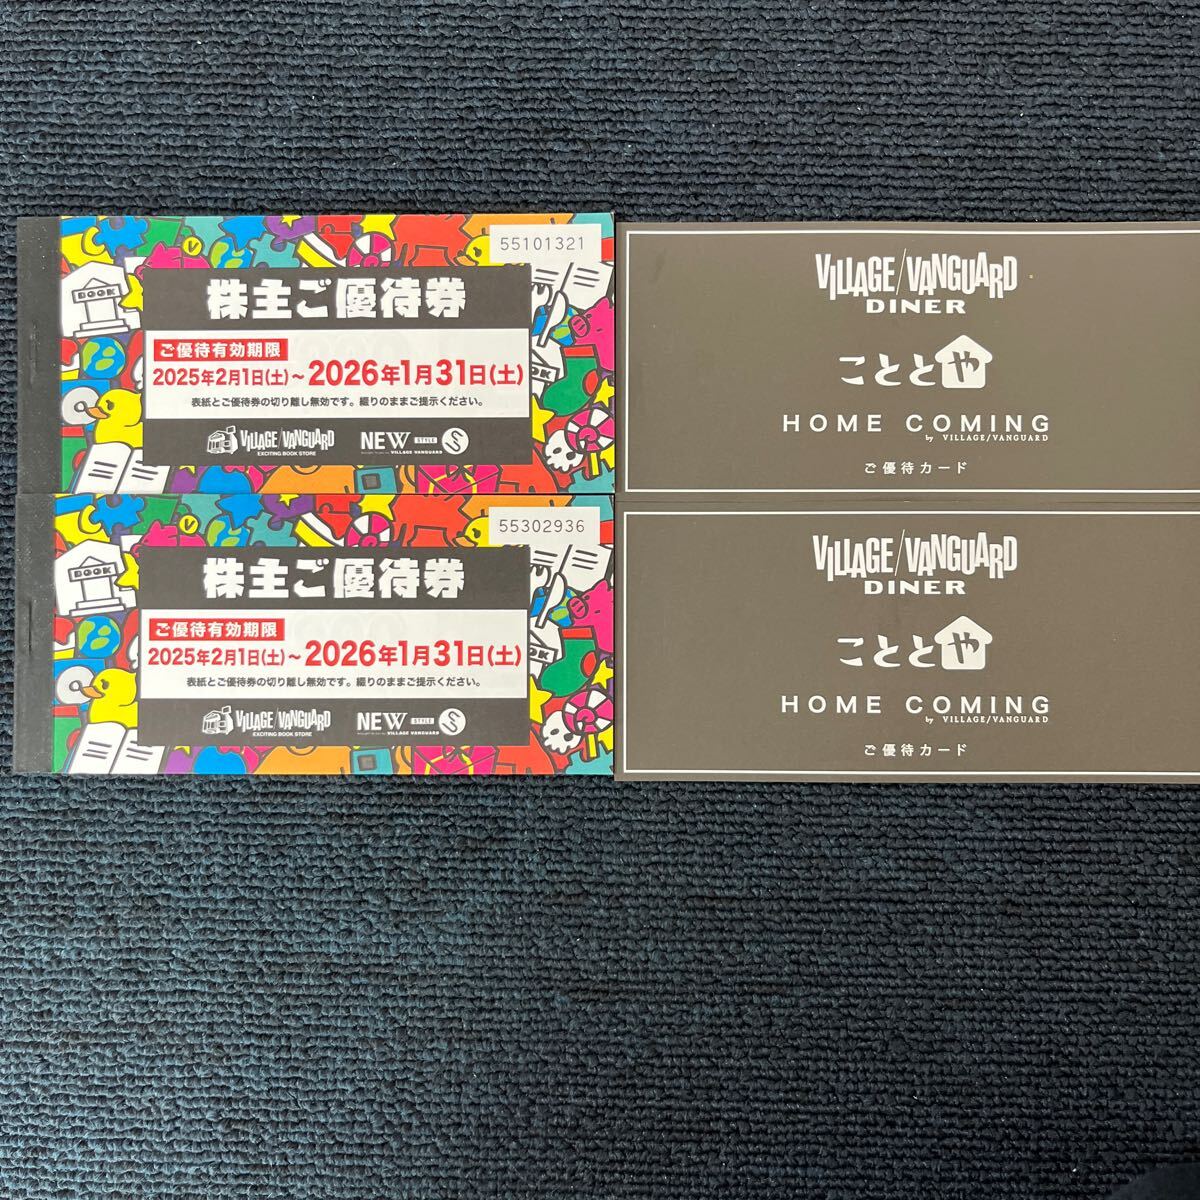 55101321
BOOK
株主ご優待券
ご優待有効期限
2025年2月1日(土)～2026年1月31日(土)
表紙とご優待券の切り離し無効です。綴りのままご提示ください。
VILLAGE/VANGUARD
EXCITING BOOK STORE
NEW STYLE
VILLAGE VANGUARD
VILLAGE/VANGUARD
DINER
こととや
HOME COMING
by VILLAGE/VANGUARD
ご優待カード
55302936
BOOK
株主ご優待券
ご優待有効期限
2025年2月1日(土)～2026年1月31日(土)
表紙とご優待券の切り離し無効です。綴りのままご提示ください。
VILLAGE/VANGUARD
EXCITING BOOK STORE
NEW STYLE
VILLAGE VANGUARD
VILLAGE/VANGUARD
DINER
こととや
HOME COMING
by VILLAGE/VANGUARD
ご優待カード